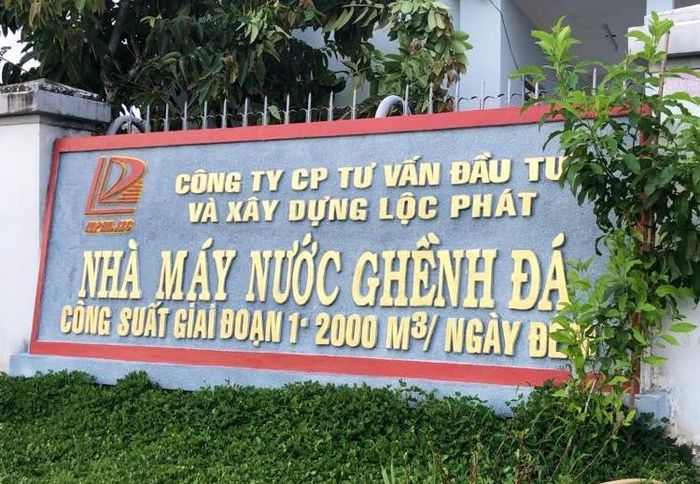 CÔNG TY CP TƯ VẤN ĐẦU TƯ
VÀ XÂY DỰNG LỘC PHÁT
NHÀ MÁY NƯỚC GHỀNH ĐÁ
CÔNG SUẤT GIAI ĐOẠN 1: 2000 M³/ NGÀY